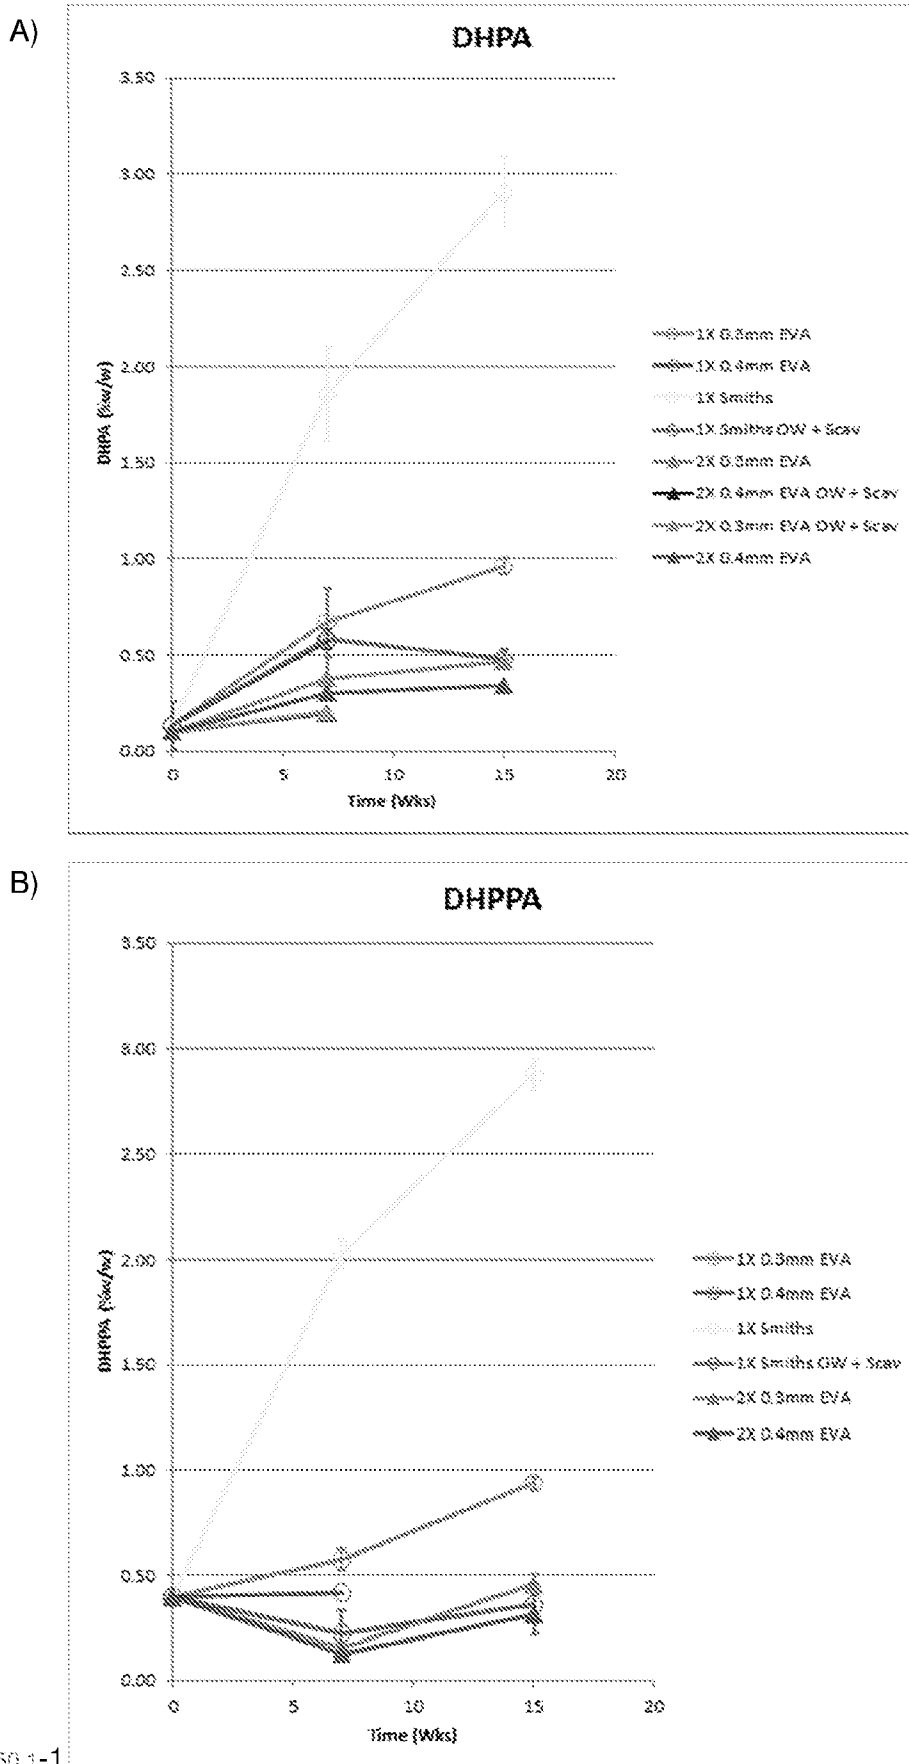 A)
DHPA
3.50
3.00
2.50
2.00
1.50
1.00
0.50
0.00
DHPA (%w/w)
0 5 10 15 20
Time (Wks)
1X 0.3mm EVA
1X 0.4mm EVA
1X Smiths
1X Smiths OW + Scav
2X 0.3mm EVA
2X 0.4mm EVA OW + Scav
2X 0.3mm EVA OW + Scav
2X 0.4mm EVA
B)
DHPPA
3.50
3.00
2.50
2.00
1.50
1.00
0.50
0.00
DHPPA (%w/w)
0 5 10 15 20
Time (Wks)
1X 0.3mm EVA
1X 0.4mm EVA
1X Smiths
1X Smiths OW + Scav
2X 0.3mm EVA
2X 0.4mm EVA